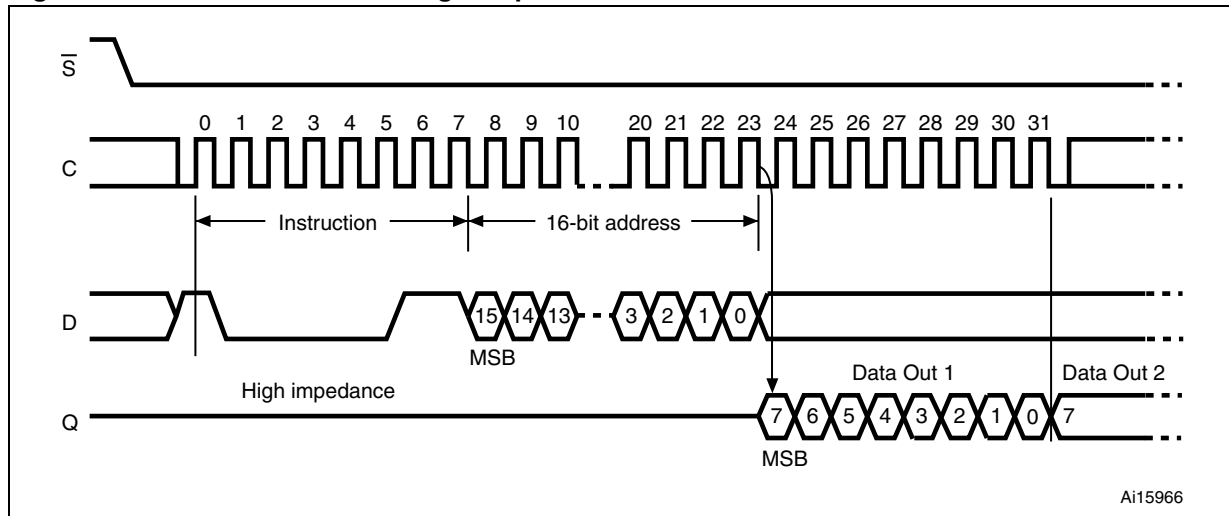 S
0 1 2 3 4 5 6 7 8 9 10 20 21 22 23 24 25 26 27 28 29 30 31
C
Instruction 16-bit address
D
15 14 13 3 2 1 0
MSB
High impedance Data Out 1 Data Out 2
Q
7 6 5 4 3 2 1 0 7
MSB
Ai15966